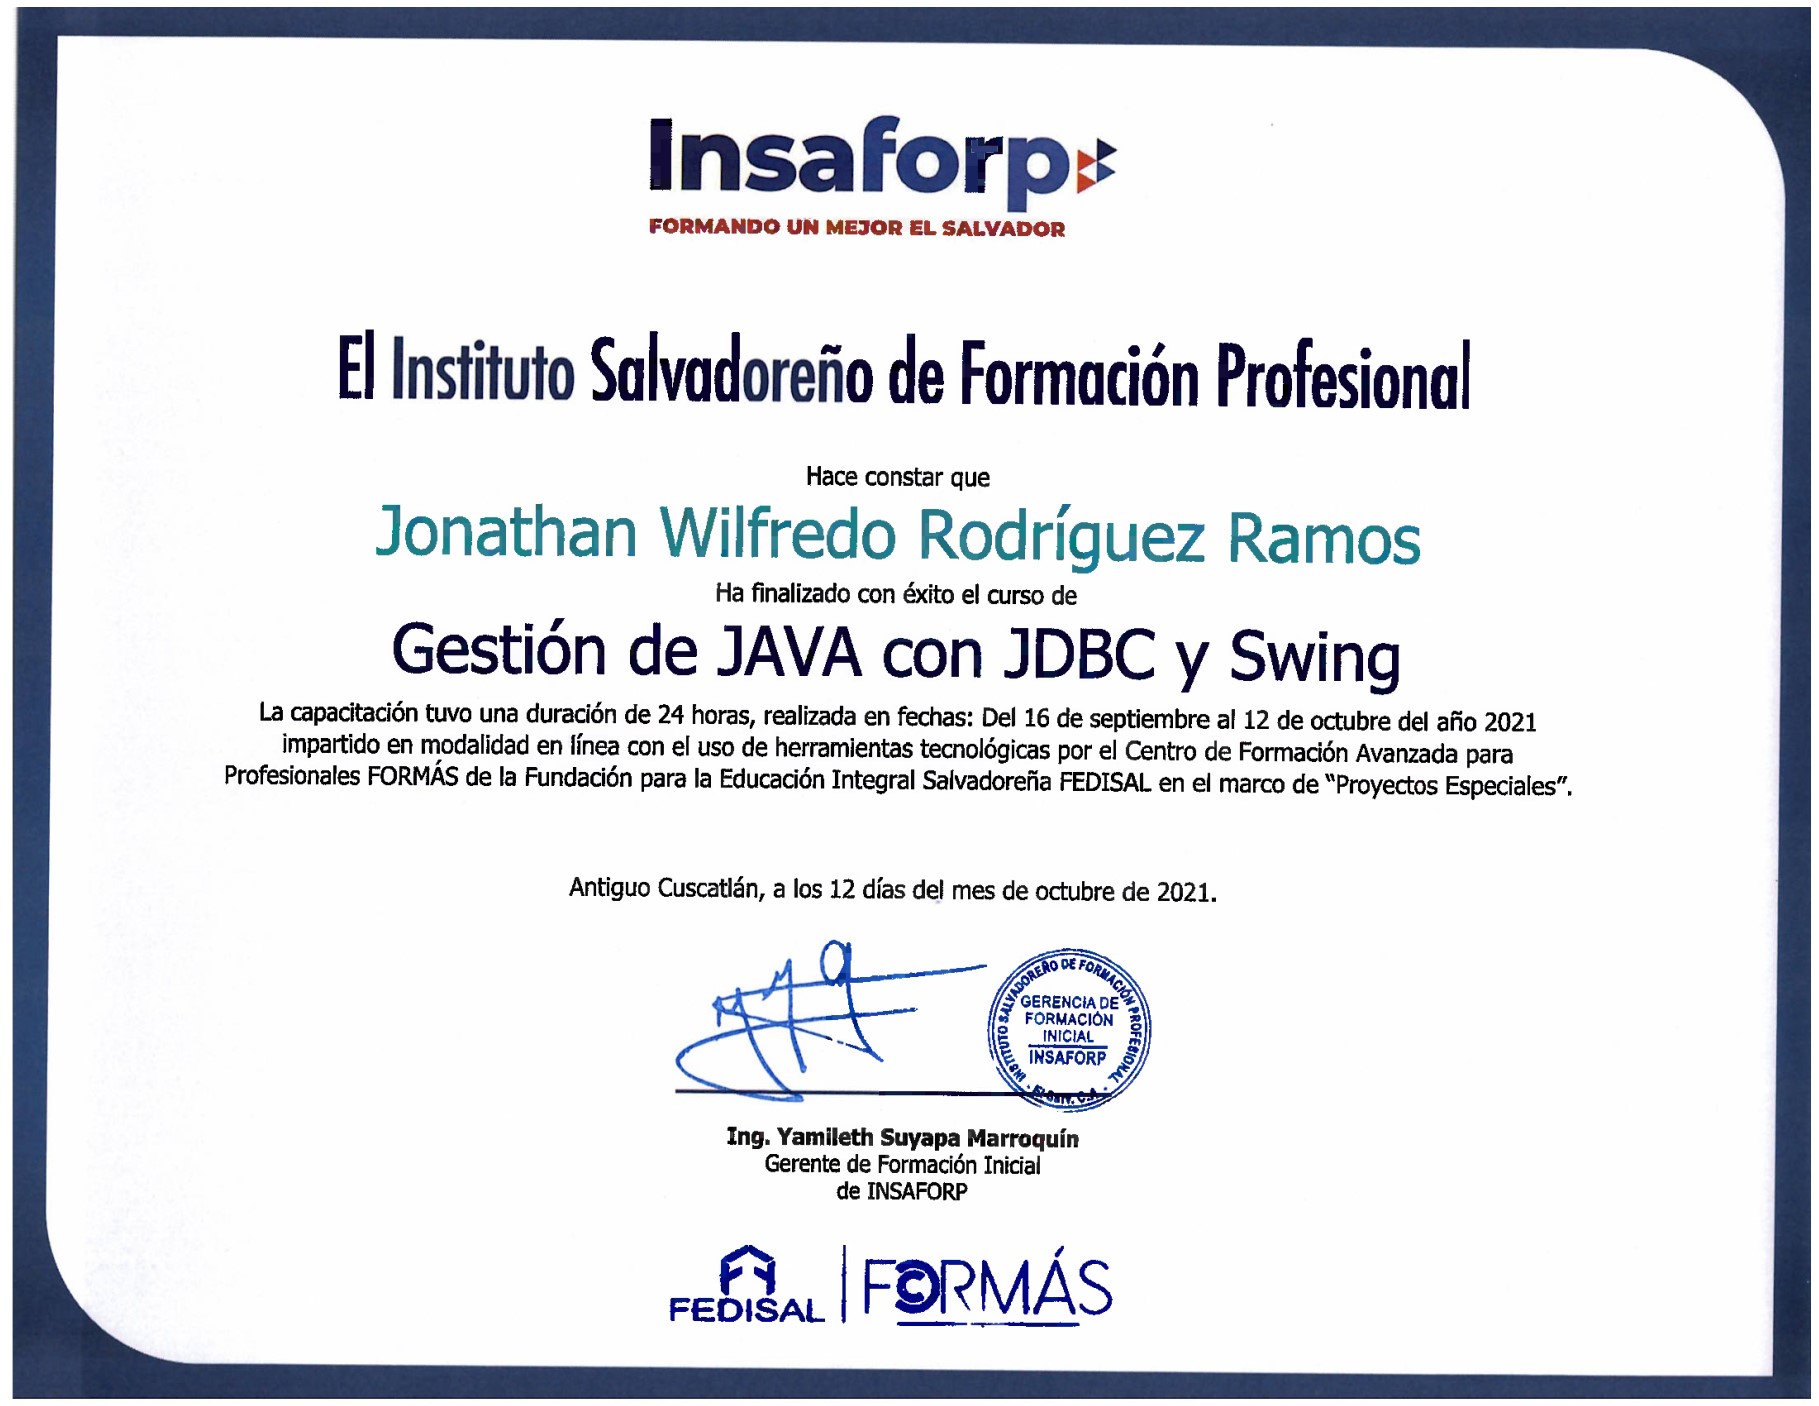 Insaforp
FORMANDO UN MEJOR EL SALVADOR
El Instituto Salvadoreño de Formación Profesional
Hace constar que
Jonathan Wilfredo Rodríguez Ramos
Ha finalizado con éxito el curso de
Gestión de JAVA con JDBC y Swing
La capacitación tuvo una duración de 24 horas, realizada en fechas: Del 16 de septiembre al 12 de octubre del año 2021
impartido en modalidad en línea con el uso de herramientas tecnológicas por el Centro de Formación Avanzada para
Profesionales FORMÁS de la Fundación para la Educación Integral Salvadoreña FEDISAL en el marco de “Proyectos Especiales”.
Antiguo Cuscatlán, a los 12 días del mes de octubre de 2021.
INSTITUTO SALVADOREÑO DE FORMACIÓN PROFESIONAL
GERENCIA DE
FORMACIÓN
INICIAL
INSAFORP
C.A.
Ing. Yamileth Suyapa Marroquín
Gerente de Formación Inicial
de INSAFORP
FEDISAL
FORMÁS